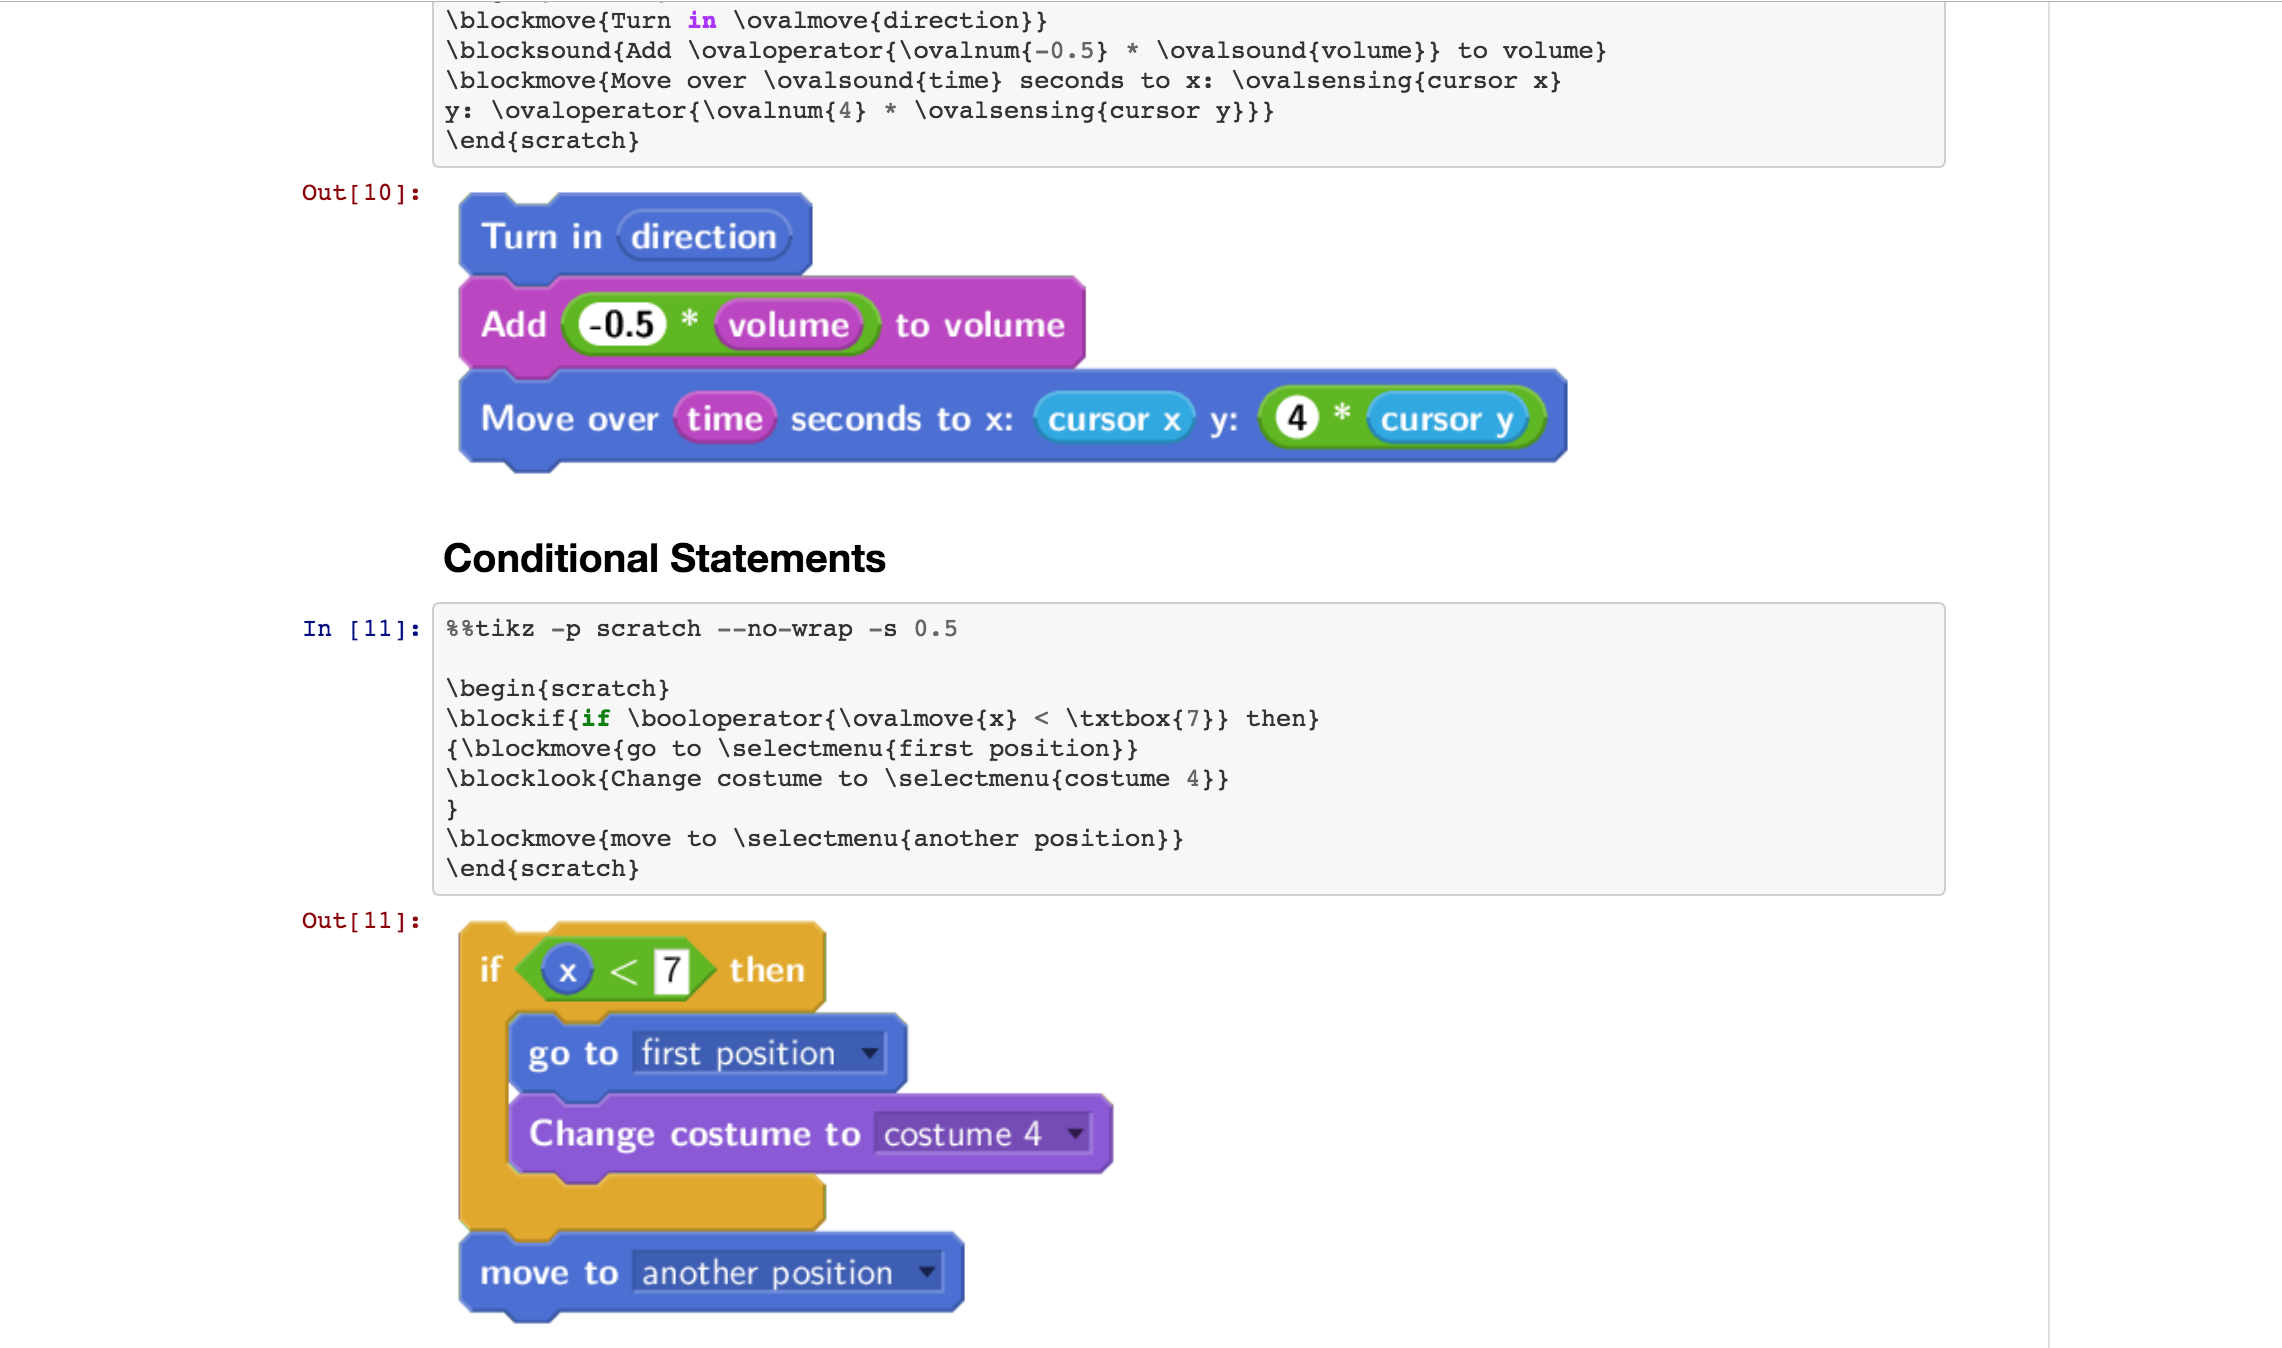 \blockmove{Turn in \ovalmove{direction}}
\blocksound{Add \ovaloperator{\ovalnum{-0.5} * \ovalsound{volume}} to volume}
\blockmove{Move over \ovalsound{time} seconds to x: \ovalsensing{cursor x}
y: \ovaloperator{\ovalnum{4} * \ovalsensing{cursor y}}}
\end{scratch}
Out[10]:
Turn in direction
Add -0.5 * volume to volume
Move over time seconds to x: cursor x y: 4 * cursor y
Conditional Statements
In [11]: %%tikz -p scratch --no-wrap -s 0.5
\begin{scratch}
\blockif{if \booloperator{\ovalmove{x} < \txtbox{7}} then}
{\blockmove{go to \selectmenu{first position}}
\blocklook{Change costume to \selectmenu{costume 4}}
}
\blockmove{move to \selectmenu{another position}}
\end{scratch}
Out[11]:
if x < 7 then
go to first position
Change costume to costume 4
move to another position